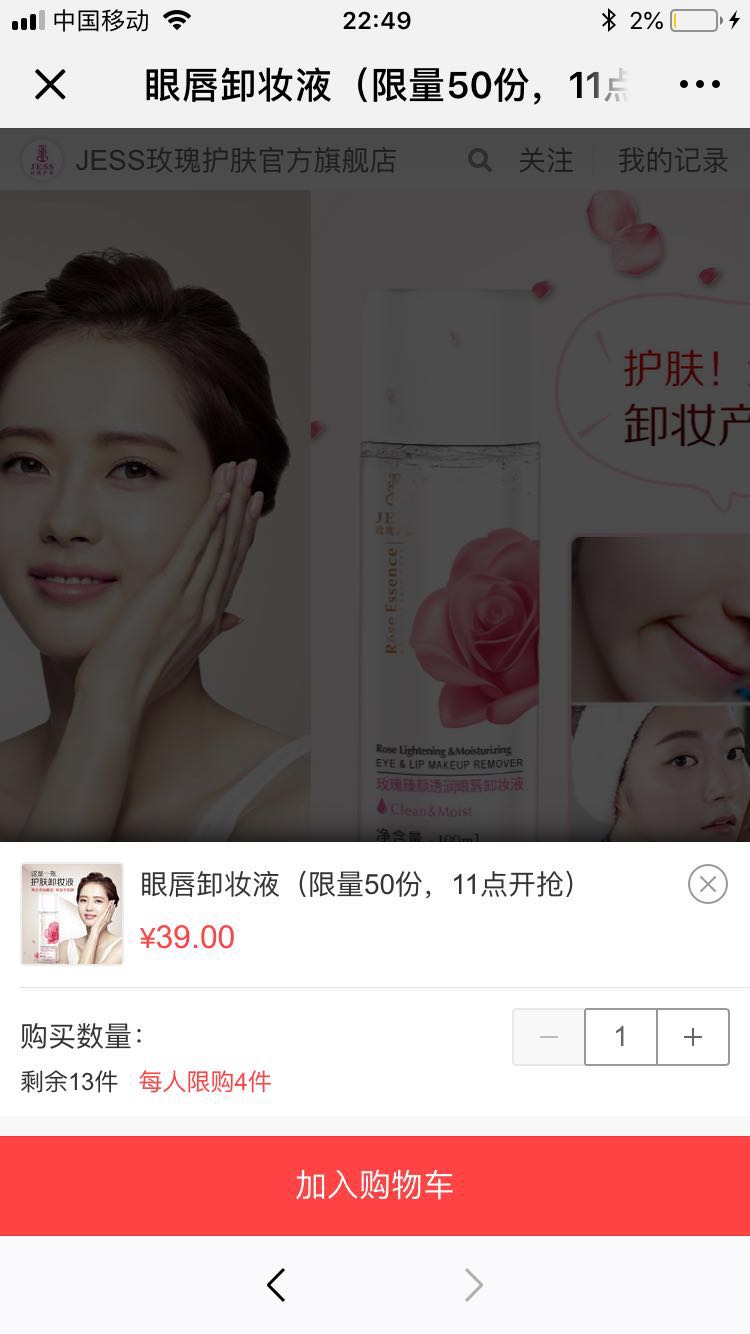 中国移动
22:49
2%
眼唇卸妆液（限量50份，11点
JESS玫瑰护肤官方旗舰店
关注
我的记录
护肤！
卸妆产
JE
Rose Essence
Rose Lightening &Moisturizing
EYE & LIP MAKEUP REMOVER
玫瑰臻颜透润眼唇卸妆液
Clean&Moist
净含量：100ml
这是一瓶
护肤卸妆液
眼唇卸妆液（限量50份，11点开抢）
¥39.00
购买数量：
1
剩余13件 每人限购4件
加入购物车